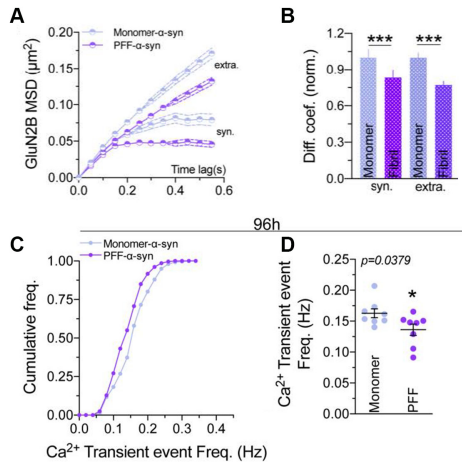 A
Monomer-α-syn
PFF-α-syn
GluN2B MSD (μm²)
0.20
0.15
0.10
0.05
0.00
extra.
syn.
Time lag(s)
0.0
0.2
0.4
0.6
B
Diff. coef. (norm.)
1.2
0.9
0.6
0.3
0
***
***
Monomer
Fibril
Monomer
Fibril
syn.
extra.
96h
C
Monomer-α-syn
PFF-α-syn
Cumulative freq.
1.00
0.75
0.50
0.25
0.00
0.0
0.1
0.2
0.3
0.4
Ca²⁺ Transient event Freq. (Hz)
D
p=0.0379
Ca²⁺ Transient event
Freq. (Hz)
0.25
0.20
0.15
0.10
0.05
0.00
*
Monomer
PFF